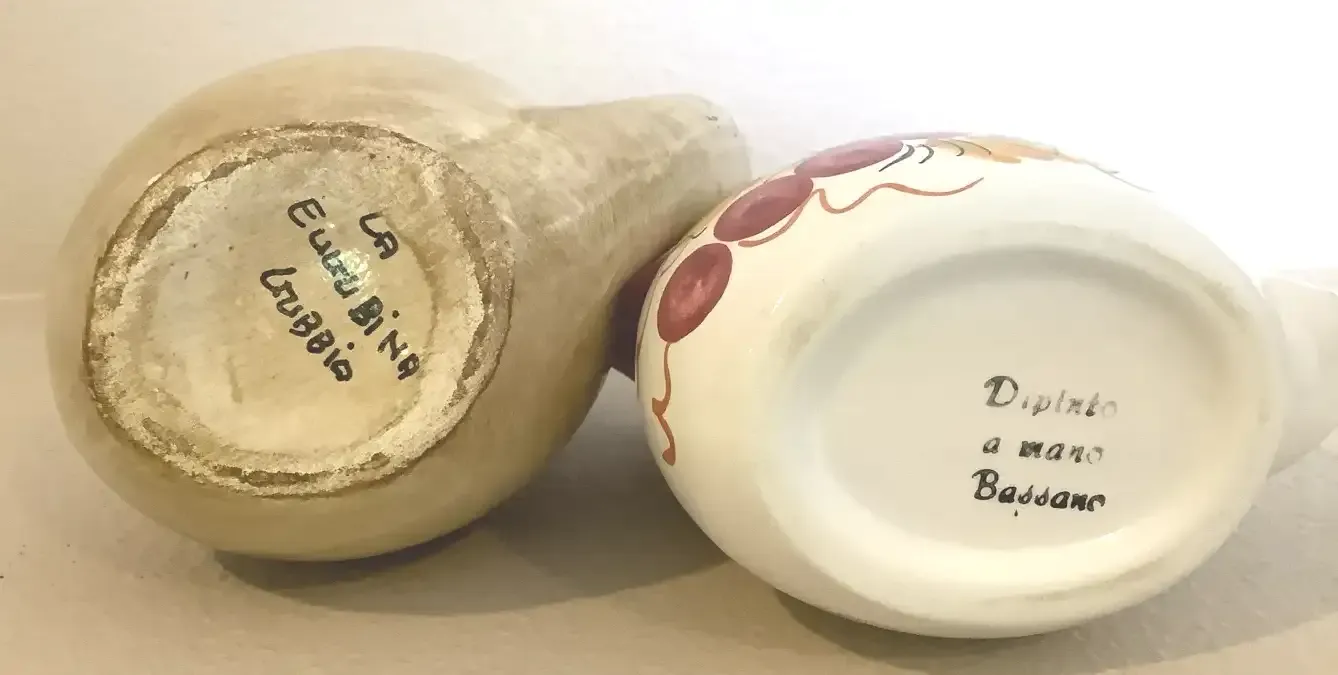 LA
EuGuBiNA
GuBBio
Dipinto
a mano
Bassano